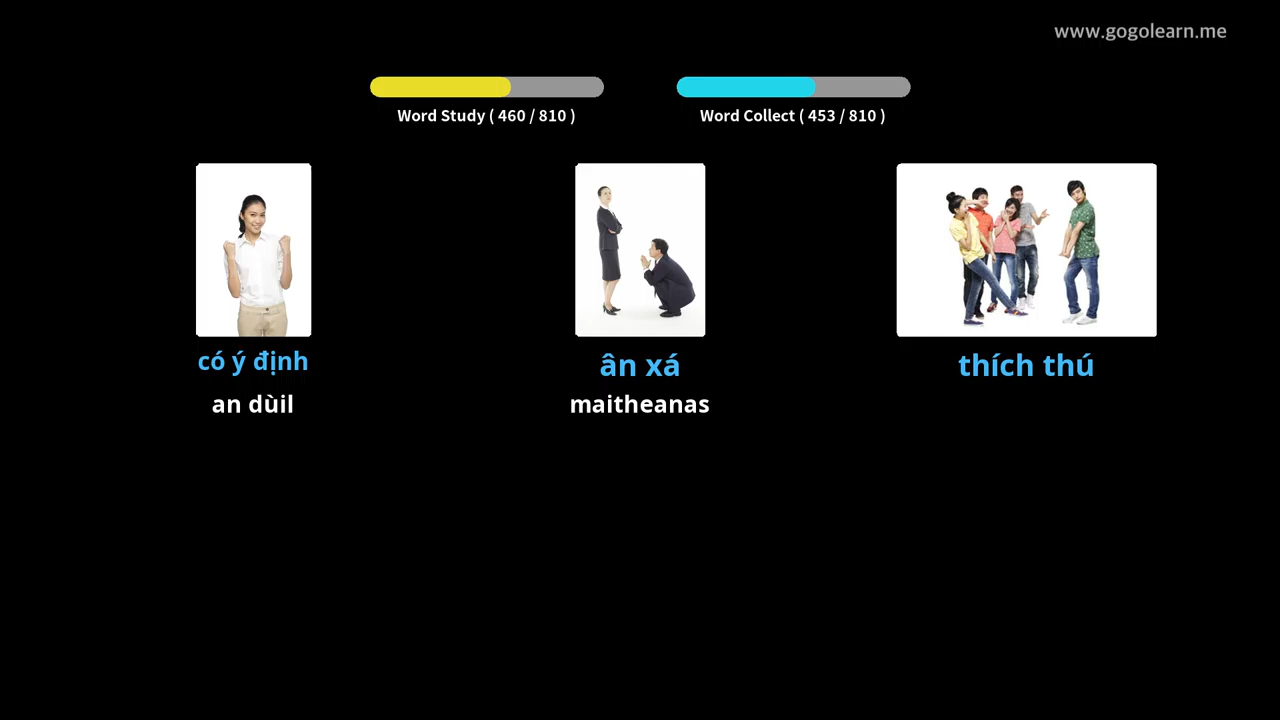 www.gogolearn.me
Word Study ( 460 / 810 )
Word Collect ( 453 / 810 )
có ý định
ân xá
thích thú
an dùil
maitheanas